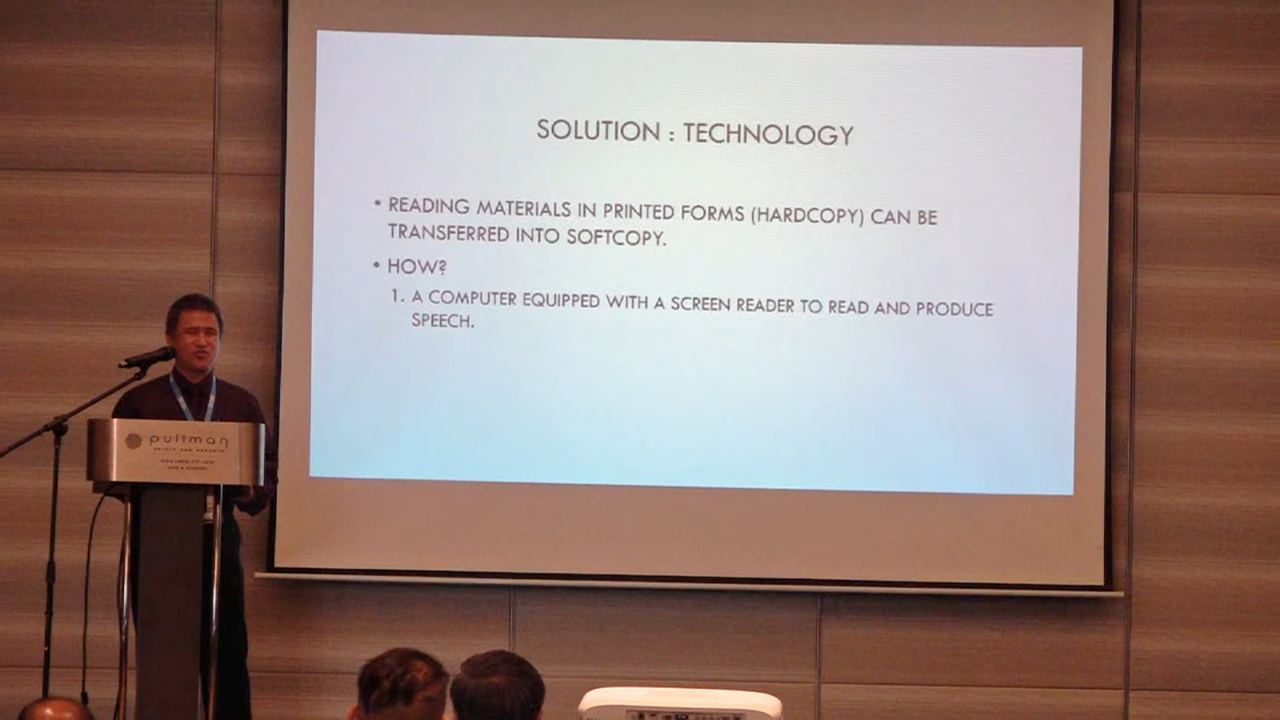 SOLUTION : TECHNOLOGY
• READING MATERIALS IN PRINTED FORMS (HARDCOPY) CAN BE
TRANSFERRED INTO SOFTCOPY.
• HOW?
1. A COMPUTER EQUIPPED WITH A SCREEN READER TO READ AND PRODUCE
SPEECH.
pullman